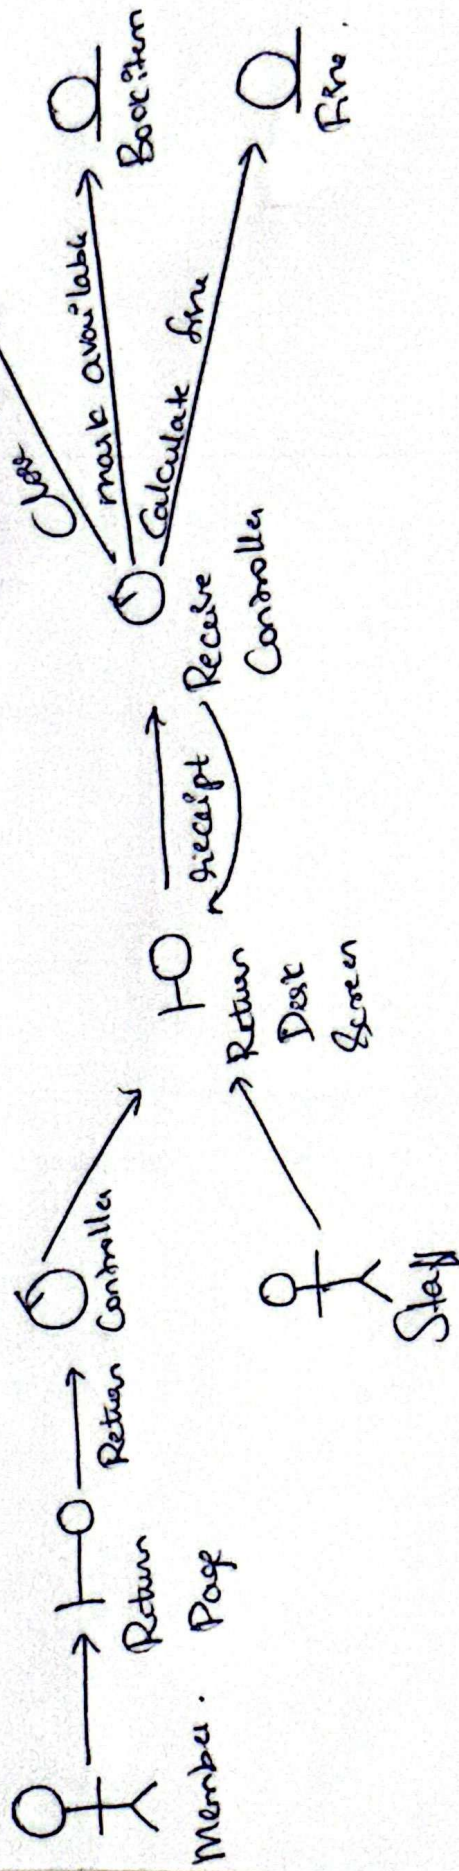 Member.
Return
Page
Return Controller
Staff
Return
Desk
Screen
receipt
Receive
Controller
Close
mark available
Calculate fine
Book item
Fine.